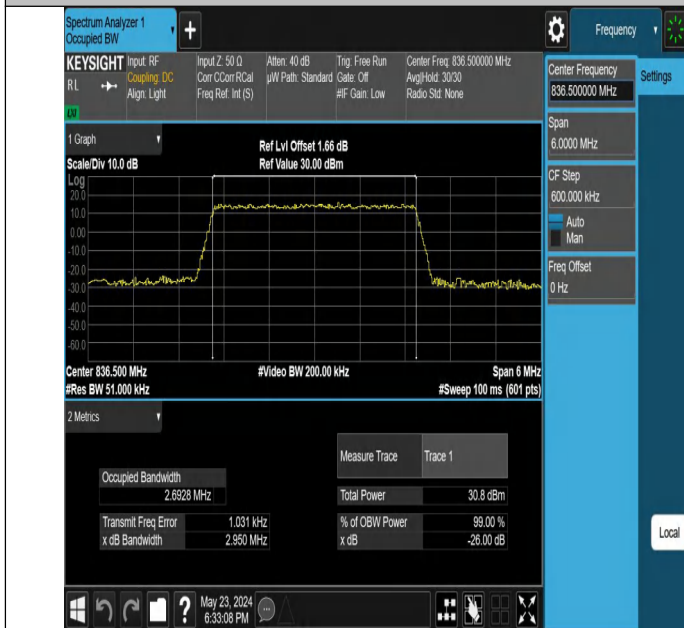 Spectrum Analyzer 1
Occupied BW
Frequency
KEYSIGHT
R L
LXI
Input: RF
Coupling: DC
Align: Light
Input Z: 50 Ω
Corr CCorr RCal
Freq Ref: Int (S)
Atten: 40 dB
µW Path: Standard
Trig: Free Run
Gate: Off
#IF Gain: Low
Center Freq: 836.500000 MHz
Avg|Hold: 30/30
Radio Std: None
Center Frequency
836.500000 MHz
Settings
Span
6.0000 MHz
CF Step
600.000 kHz
Auto
Man
Freq Offset
0 Hz
Local
1 Graph
Scale/Div 10.0 dB
Ref Lvl Offset 1.66 dB
Ref Value 30.00 dBm
Log
20.0
10.0
0.00
-10.0
-20.0
-30.0
-40.0
-50.0
-60.0
Center 836.500 MHz
#Video BW 200.00 kHz
Span 6 MHz
#Res BW 51.000 kHz
#Sweep 100 ms (601 pts)
2 Metrics
Measure Trace
Trace 1
Occupied Bandwidth
2.6928 MHz
Total Power
30.8 dBm
Transmit Freq Error
1.031 kHz
% of OBW Power
99.00 %
x dB Bandwidth
2.950 MHz
x dB
-26.00 dB
May 23, 2024
6:33:08 PM